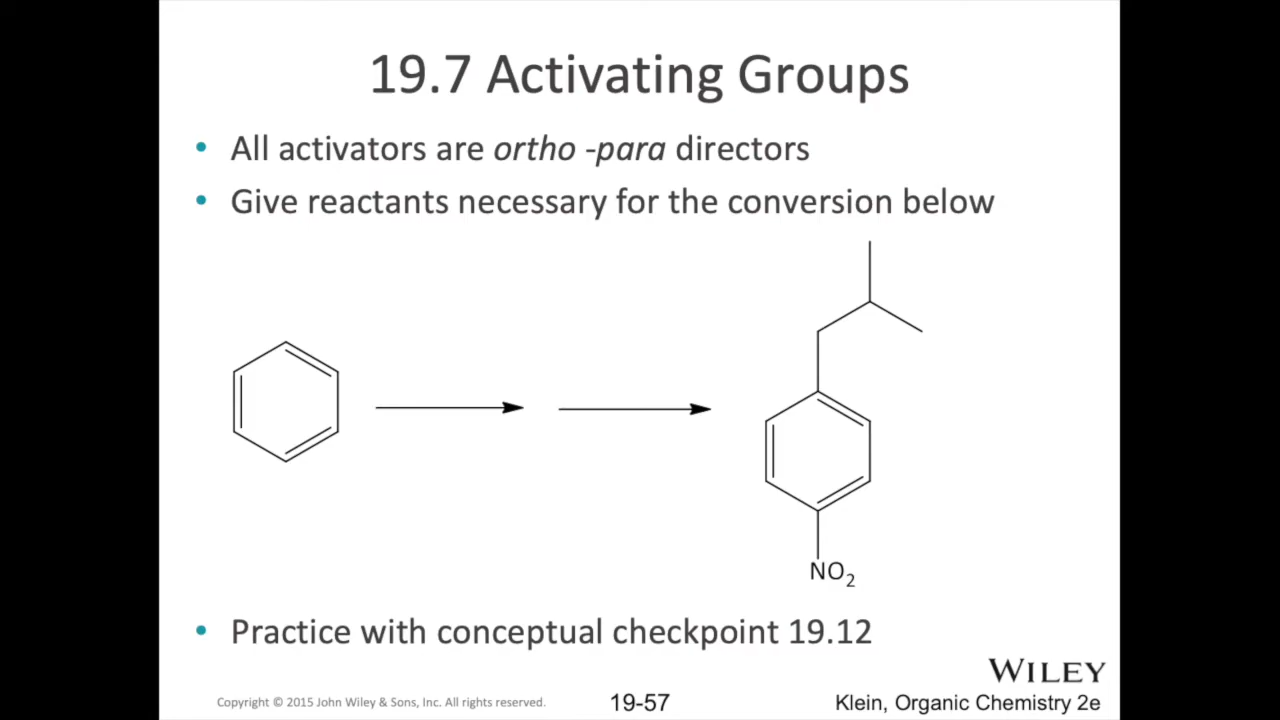 19.7 Activating Groups
• All activators are ortho -para directors
• Give reactants necessary for the conversion below
NO2
• Practice with conceptual checkpoint 19.12
WILEY
Copyright © 2015 John Wiley & Sons, Inc. All rights reserved.
19-57
Klein, Organic Chemistry 2e